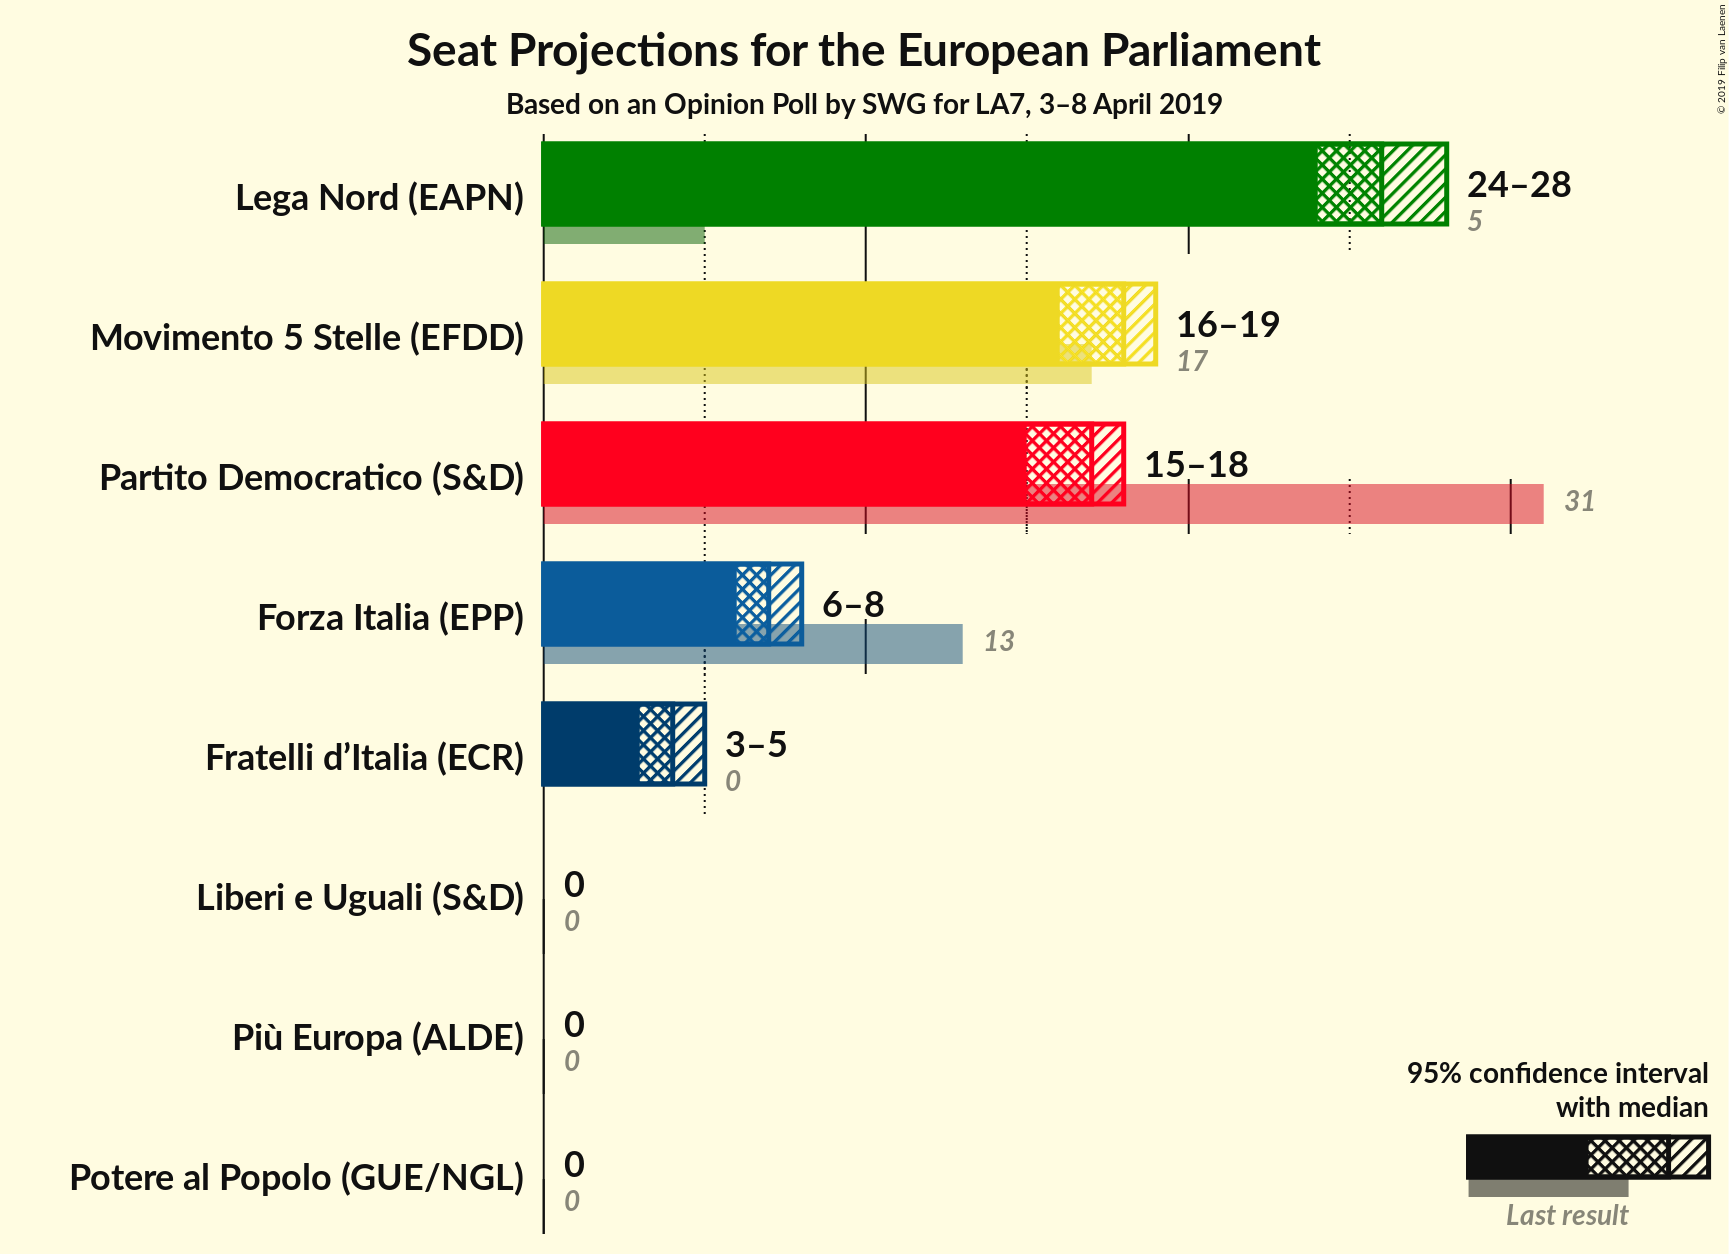 Seat Projections for the European Parliament
Based on an Opinion Poll by SWG for LA7, 3–8 April 2019
© 2019 Filip van Laenen
Lega Nord (EAPN)
24–28
5
Movimento 5 Stelle (EFDD)
16–19
17
Partito Democratico (S&D)
15–18
31
Forza Italia (EPP)
6–8
13
Fratelli d’Italia (ECR)
3–5
0
Liberi e Uguali (S&D)
0
0
Più Europa (ALDE)
0
0
Potere al Popolo (GUE/NGL)
0
0
95% confidence interval
with median
Last result